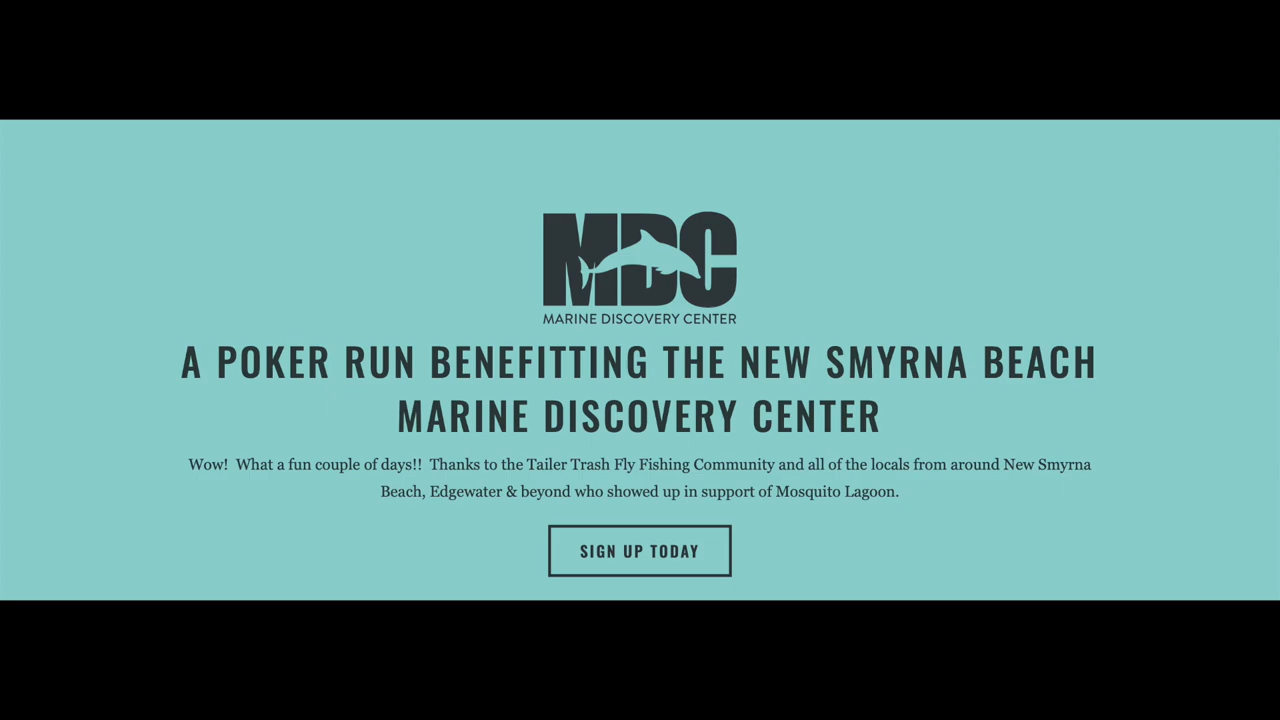 MDC
MARINE DISCOVERY CENTER
A POKER RUN BENEFITTING THE NEW SMYRNA BEACH
MARINE DISCOVERY CENTER
Wow!  What a fun couple of days!!  Thanks to the Tailer Trash Fly Fishing Community and all of the locals from around New Smyrna
Beach, Edgewater & beyond who showed up in support of Mosquito Lagoon.
SIGN UP TODAY